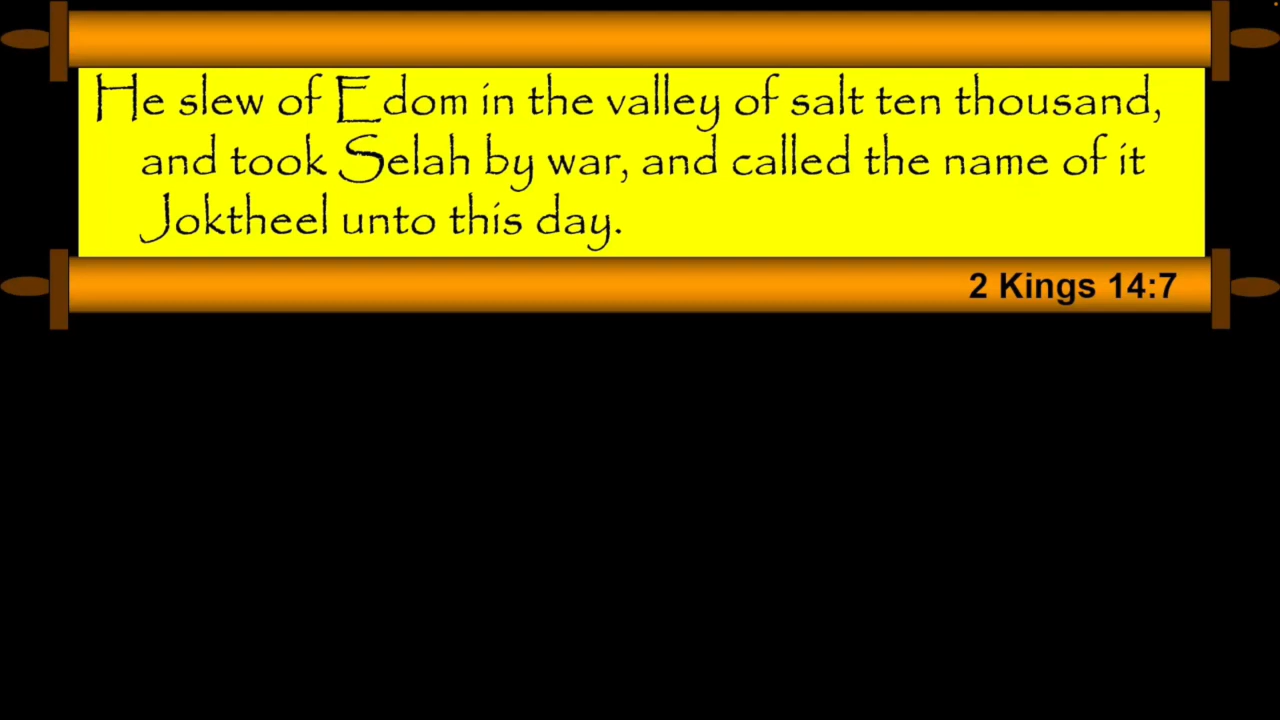 He slew of Edom in the valley of salt ten thousand,
and took Selah by war, and called the name of it
Joktheel unto this day.
2 Kings 14:7